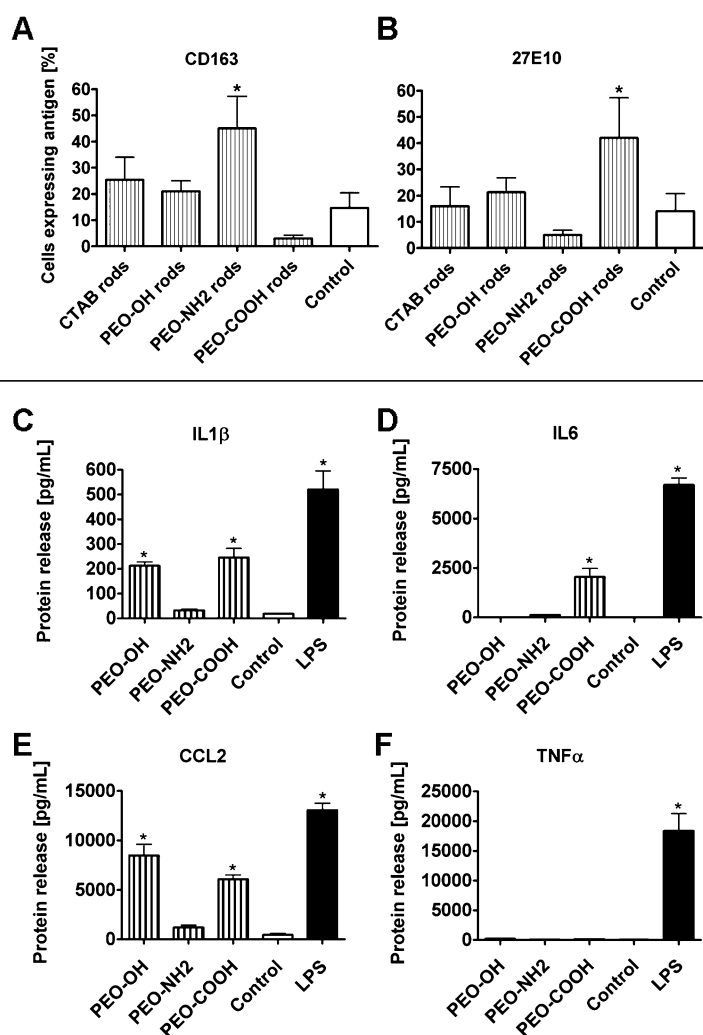 A
B
CD163
27E10
Cells expressing antigen [%]
60
50
40
30
20
10
0
*
CTAB rods
PEO-OH rods
PEO-NH2 rods
PEO-COOH rods
Control
60
50
40
30
20
10
0
*
CTAB rods
PEO-OH rods
PEO-NH2 rods
PEO-COOH rods
Control
C
IL1β
Protein release [pg/mL]
600
500
400
300
200
100
0
*
*
*
PEO-OH
PEO-NH2
PEO-COOH
Control
LPS
D
IL6
Protein release [pg/mL]
7500
5000
2500
0
*
*
PEO-OH
PEO-NH2
PEO-COOH
Control
LPS
E
CCL2
Protein release [pg/mL]
15000
10000
5000
0
*
*
*
PEO-OH
PEO-NH2
PEO-COOH
Control
LPS
F
TNFα
Protein release [pg/mL]
25000
20000
15000
10000
5000
0
*
PEO-OH
PEO-NH2
PEO-COOH
Control
LPS